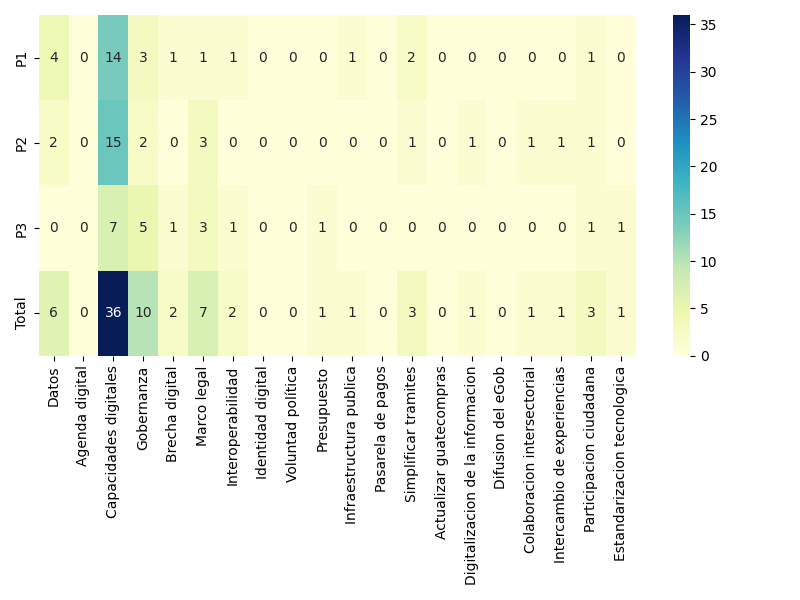 P1 4 0 14 3 1 1 1 0 0 0 1 0 2 0 0 0 0 0 1 0
P2 2 0 15 2 0 3 0 0 0 0 0 0 1 0 1 0 1 1 1 0
P3 0 0 7 5 1 3 1 0 0 1 0 0 0 0 0 0 0 0 1 1
Total 6 0 36 10 2 7 2 0 0 1 1 0 3 0 1 0 1 1 3 1
Datos
Agenda digital
Capacidades digitales
Gobernanza
Brecha digital
Marco legal
Interoperabilidad
Identidad digital
Voluntad politica
Presupuesto
Infraestructura publica
Pasarela de pagos
Simplificar tramites
Actualizar guatecompras
Digitalizacion de la informacion
Difusion del eGob
Colaboracion intersectorial
Intercambio de experiencias
Participacion ciudadana
Estandarizacion tecnologica
35
30
25
20
15
10
5
0